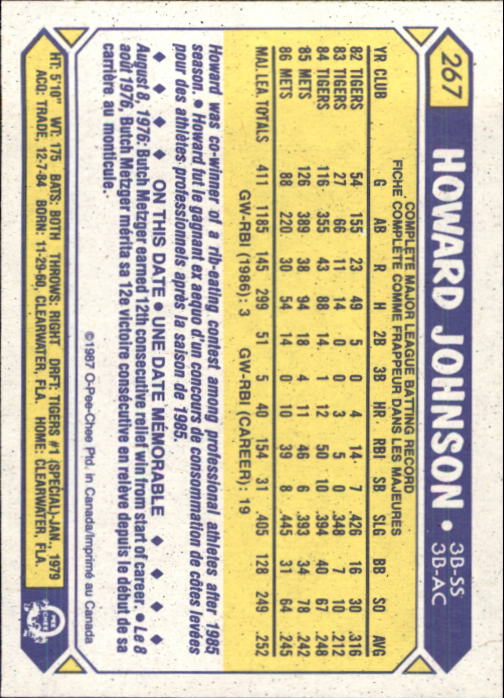 267
HOWARD JOHNSON • 3B-SS
3B-AC
COMPLETE MAJOR LEAGUE BATTING RECORD
FICHE COMPLÈTE COMME FRAPPEUR DANS LES MAJEURES
YR CLUB G AB R H 2B 3B HR RBI SB SLG BB SO AVG
82 TIGERS 54 155 23 49 5 0 4 14 7 .426 16 30 .316
83 TIGERS 27 66 11 14 0 0 3 5 0 .348 7 10 .212
84 TIGERS 116 355 43 88 14 1 12 50 10 .394 40 67 .248
85 METS 126 389 38 94 18 4 11 46 6 .393 34 78 .242
86 METS 88 220 30 54 14 0 10 39 8 .445 31 64 .245
MAJ. LEA. TOTALS 411 1185 145 299 51 5 40 154 31 .405 128 249 .252
GW-RBI (1986): 3 GW-RBI (CAREER): 19
Howard was co-winner of a rib-eating contest among professional athletes after 1985
season. • Howard fut le gagnant ex aequo d'un concours de consommation de côtes levées
pour des athlètes professionnels après la saison de 1985.
ON THIS DATE • UNE DATE MÉMORABLE
August 8, 1976: Butch Metzger earned 12th consecutive relief win from start of career. • Le 8
août 1976, Butch Metzger mérita sa 12e victoire consécutive en relève depuis le début de sa
carrière au monticule.
©1987 O-Pee-Chee Ptd. in Canada/Imprimé au Canada
HT: 5'10" WT: 175 BATS: BOTH THROWS: RIGHT DRFT: TIGERS #1 (SPECIAL)-JAN., 1979
ACQ: TRADE, 12-7-84 BORN: 11-29-60, CLEARWATER, FLA. HOME: CLEARWATER, FLA.
O
PEE
CHEE